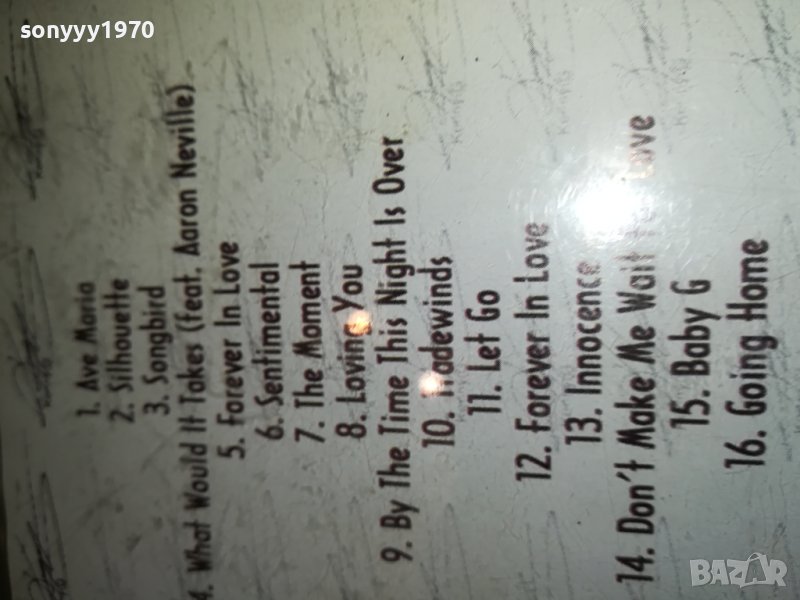 sonyyy1970
1. Ave Maria
2. Silhouette
3. Songbird
4. What Would It Takes (feat. Aaron Neville)
5. Forever In Love
6. Sentimental
7. The Moment
8. Loving You
9. By The Time This Night Is Over
10. Tradewinds
11. Let Go
12. Forever In Love
13. Innocence
14. Don't Make Me Wait For Love
15. Baby G
16. Going Home
BAZAR